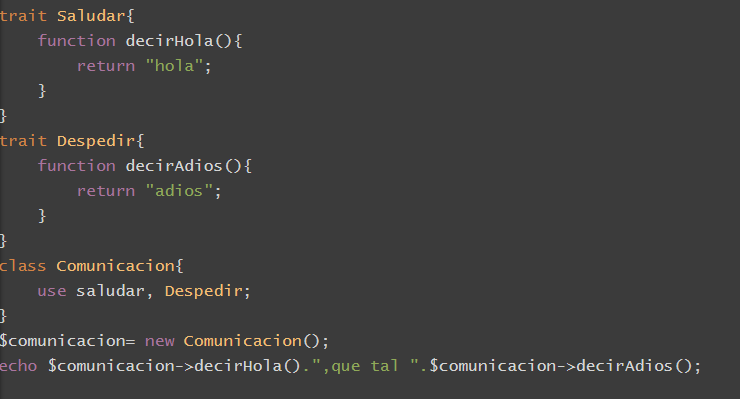 trait Saludar{
    function decirHola(){
        return "hola";
    }
}
trait Despedir{
    function decirAdios(){
        return "adios";
    }
}
class Comunicacion{
    use saludar, Despedir;
}
$comunicacion= new Comunicacion();
echo $comunicacion->decirHola().",que tal ".$comunicacion->decirAdios();